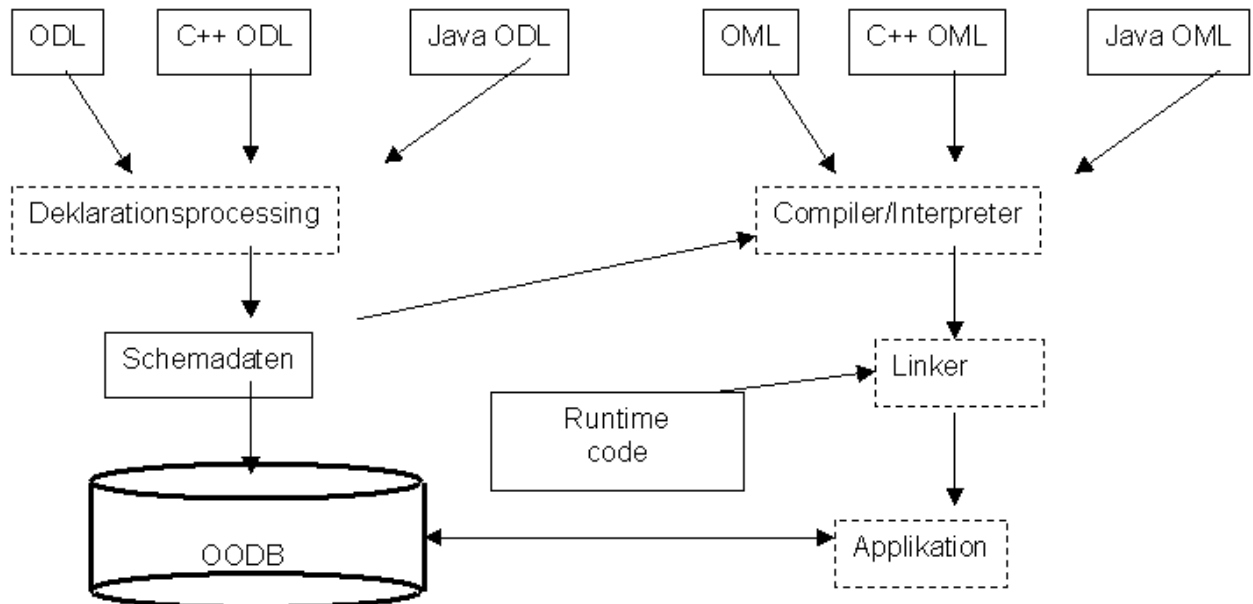 ODL
C++ ODL
Java ODL
OML
C++ OML
Java OML
Deklarationsprocessing
Compiler/Interpreter
Schemadaten
Linker
Runtime
code
OODB
Applikation